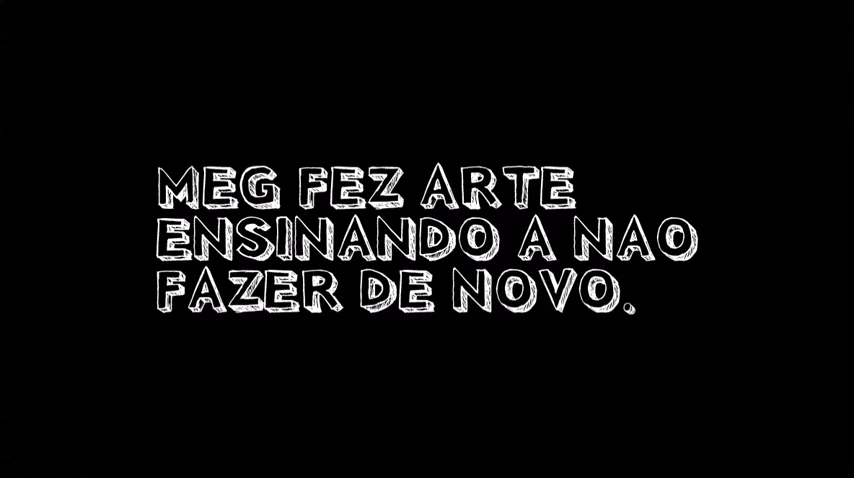 MEG FEZ ARTE
ENSINANDO A NAO
FAZER DE NOVO.